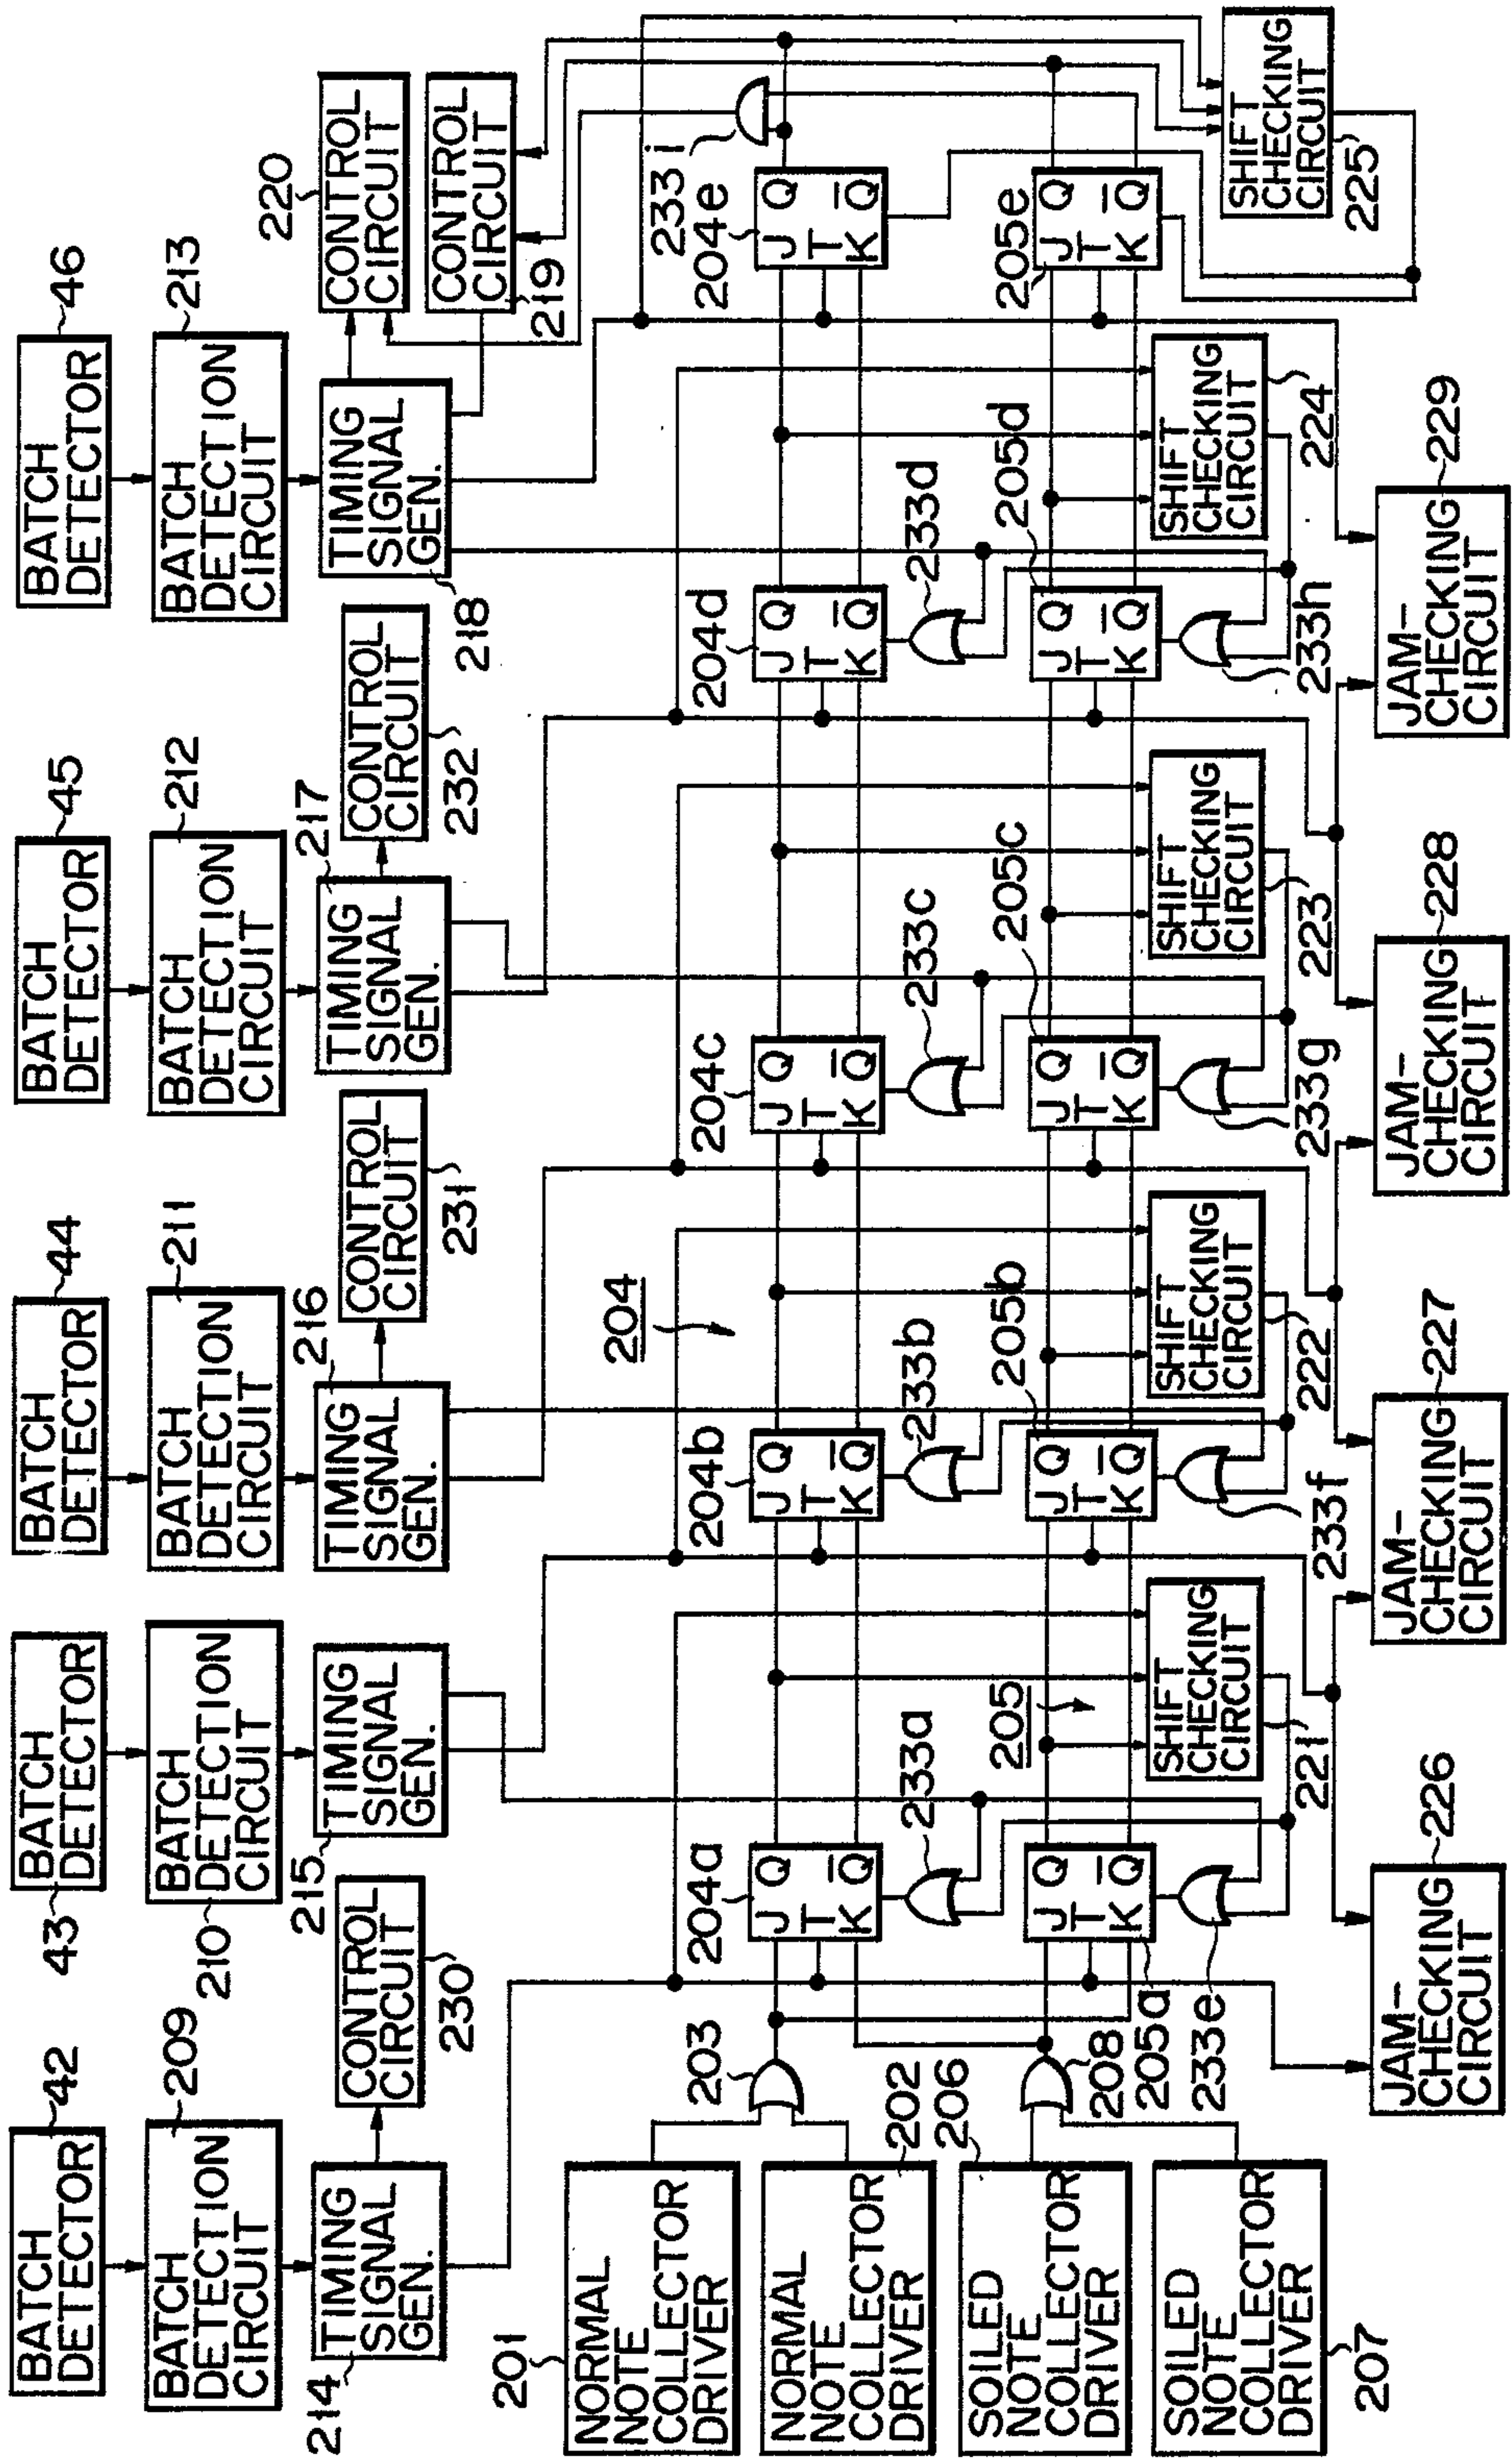 BATCH
DETECTOR
42
BATCH
DETECTION
CIRCUIT
209
TIMING
SIGNAL
GEN.
214
CONTROL
CIRCUIT
230
43
BATCH
DETECTOR
BATCH
DETECTION
CIRCUIT
210
215
TIMING
SIGNAL
GEN.
BATCH
DETECTOR
44
BATCH
DETECTION
CIRCUIT
211
TIMING
SIGNAL
GEN.
216
CONTROL
CIRCUIT
231
BATCH
DETECTOR
45
BATCH
DETECTION
CIRCUIT
212
TIMING
SIGNAL
GEN.
217
CONTROL
CIRCUIT
232
BATCH
DETECTOR
46
BATCH
DETECTION
CIRCUIT
213
TIMING
SIGNAL
GEN.
218
CONTROL
CIRCUIT
220
CONTROL
CIRCUIT
219
201
NORMAL
NOTE
COLLECTOR
DRIVER
NORMAL
NOTE
COLLECTOR
DRIVER
202
203
204a
J Q
T
K Q
233a
204
204b
J Q
T
K Q
233b
204c
J Q
T
K Q
233c
204d
J Q
T
K Q
233d
204e
J Q
T
K Q
233i
SOILED
NOTE
COLLECTOR
DRIVER
206
SOILED
NOTE
COLLECTOR
DRIVER
207
208
205a
J Q
T
K Q
233e
205
205b
J Q
T
K Q
233f
205c
J Q
T
K Q
233g
205d
J Q
T
K Q
233h
205e
J Q
T
K Q
SHIFT
CHECKING
CIRCUIT
221
SHIFT
CHECKING
CIRCUIT
222
SHIFT
CHECKING
CIRCUIT
223
SHIFT
CHECKING
CIRCUIT
224
SHIFT
CHECKING
CIRCUIT
225
JAM-
CHECKING
CIRCUIT
226
JAM-
CHECKING
CIRCUIT
227
JAM-
CHECKING
CIRCUIT
228
JAM-
CHECKING
CIRCUIT
229